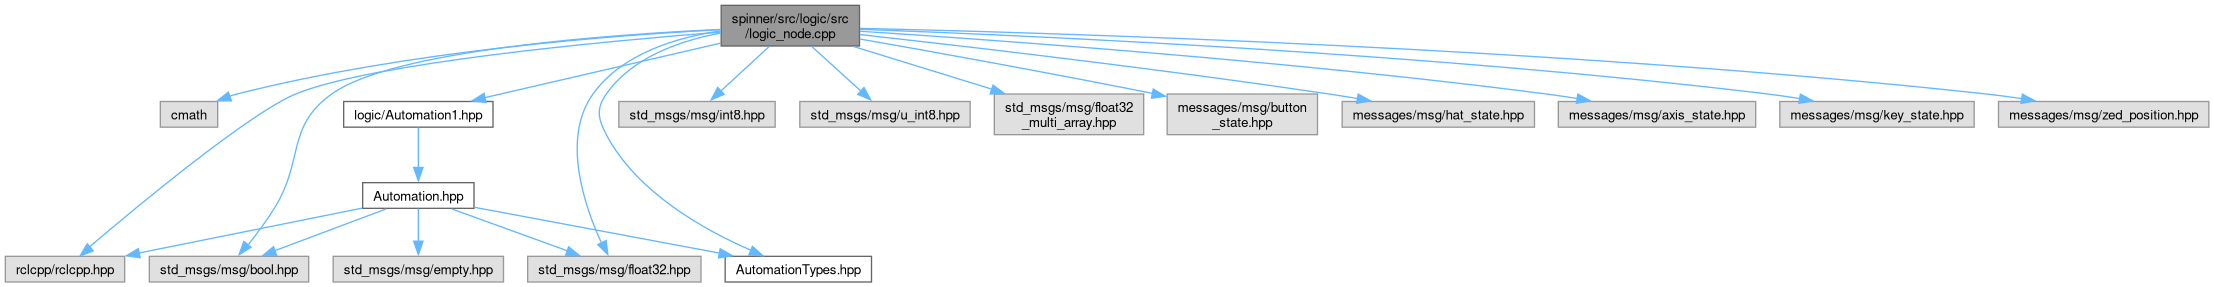 spinner/src/logic/src
/logic_node.cpp
cmath
logic/Automation1.hpp
std_msgs/msg/int8.hpp
std_msgs/msg/u_int8.hpp
std_msgs/msg/float32
_multi_array.hpp
messages/msg/button
_state.hpp
messages/msg/hat_state.hpp
messages/msg/axis_state.hpp
messages/msg/key_state.hpp
messages/msg/zed_position.hpp
Automation.hpp
rclcpp/rclcpp.hpp
std_msgs/msg/bool.hpp
std_msgs/msg/empty.hpp
std_msgs/msg/float32.hpp
AutomationTypes.hpp